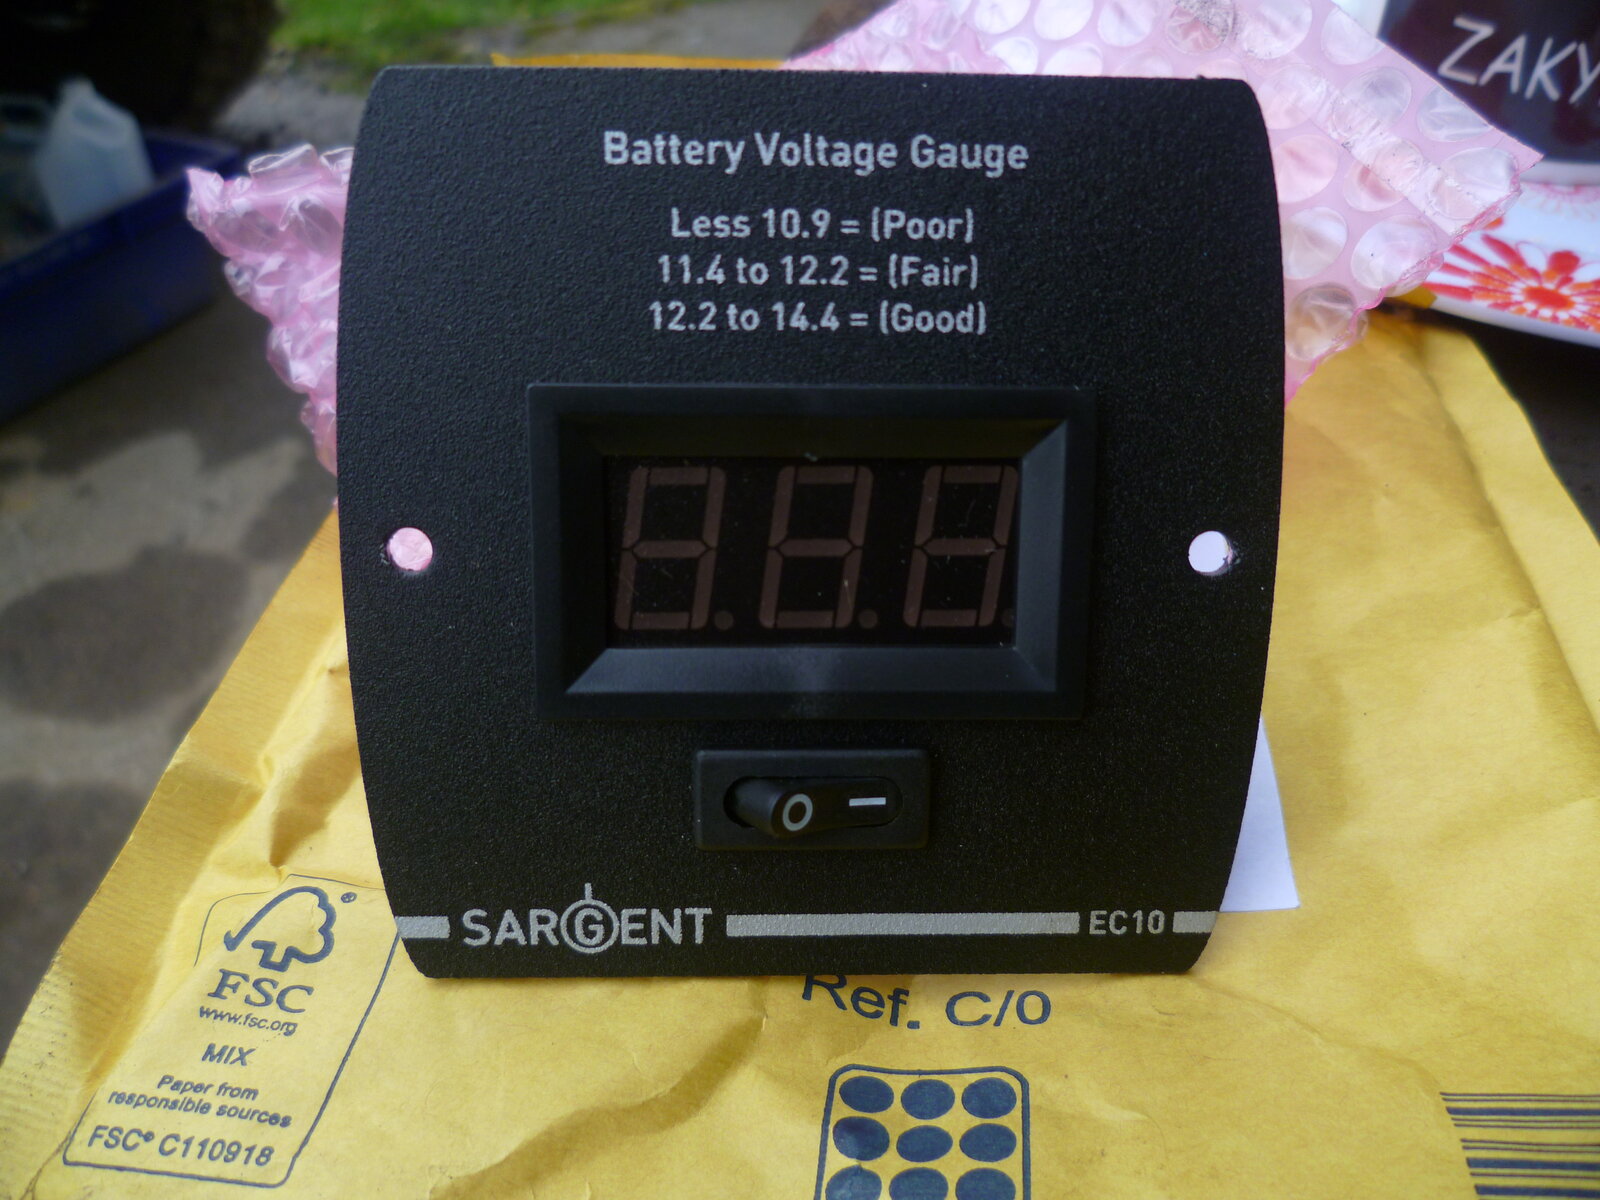 ZAKY
Battery Voltage Gauge
Less 10.9 = (Poor)
11.4 to 12.2 = (Fair)
12.2 to 14.4 = (Good)
O –
SARGENT EC10
Ref. C/0
FSC®
www.fsc.org
MIX
Paper from
responsible sources
FSC® C110918